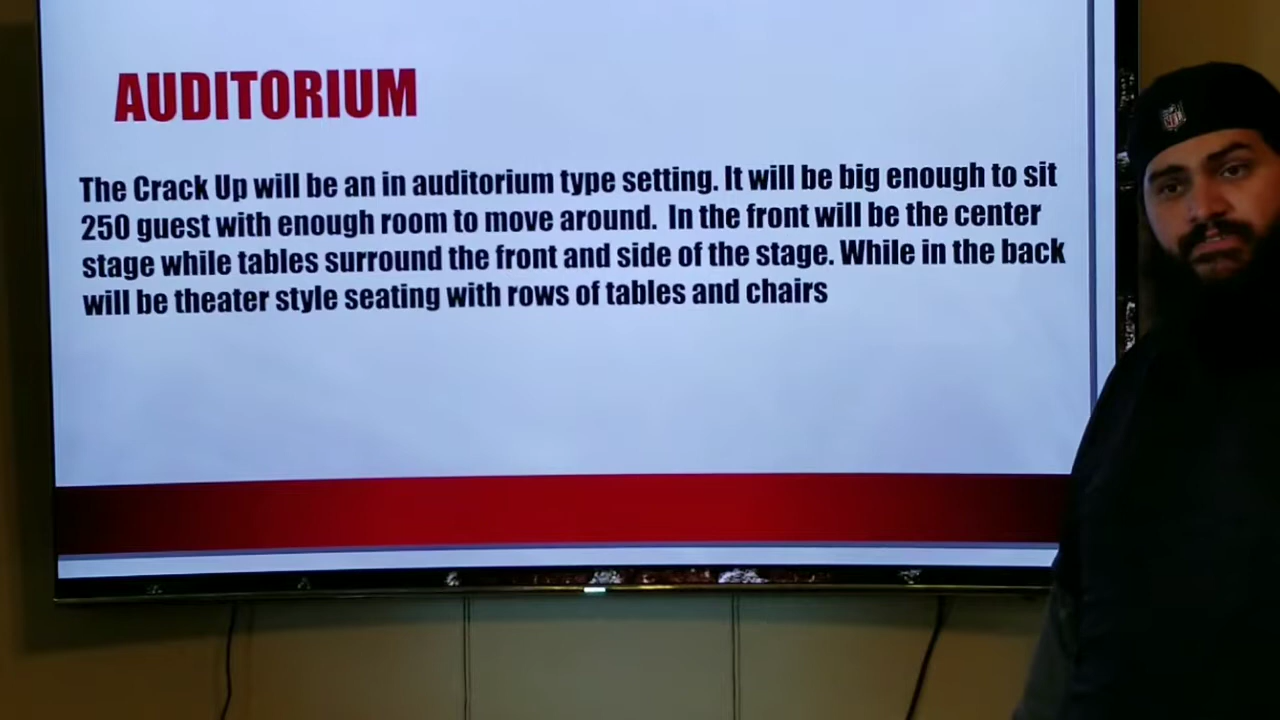 AUDITORIUM
The Crack Up will be an in auditorium type setting. It will be big enough to sit
250 guest with enough room to move around. In the front will be the center
stage while tables surround the front and side of the stage. While in the back
will be theater style seating with rows of tables and chairs
NFL